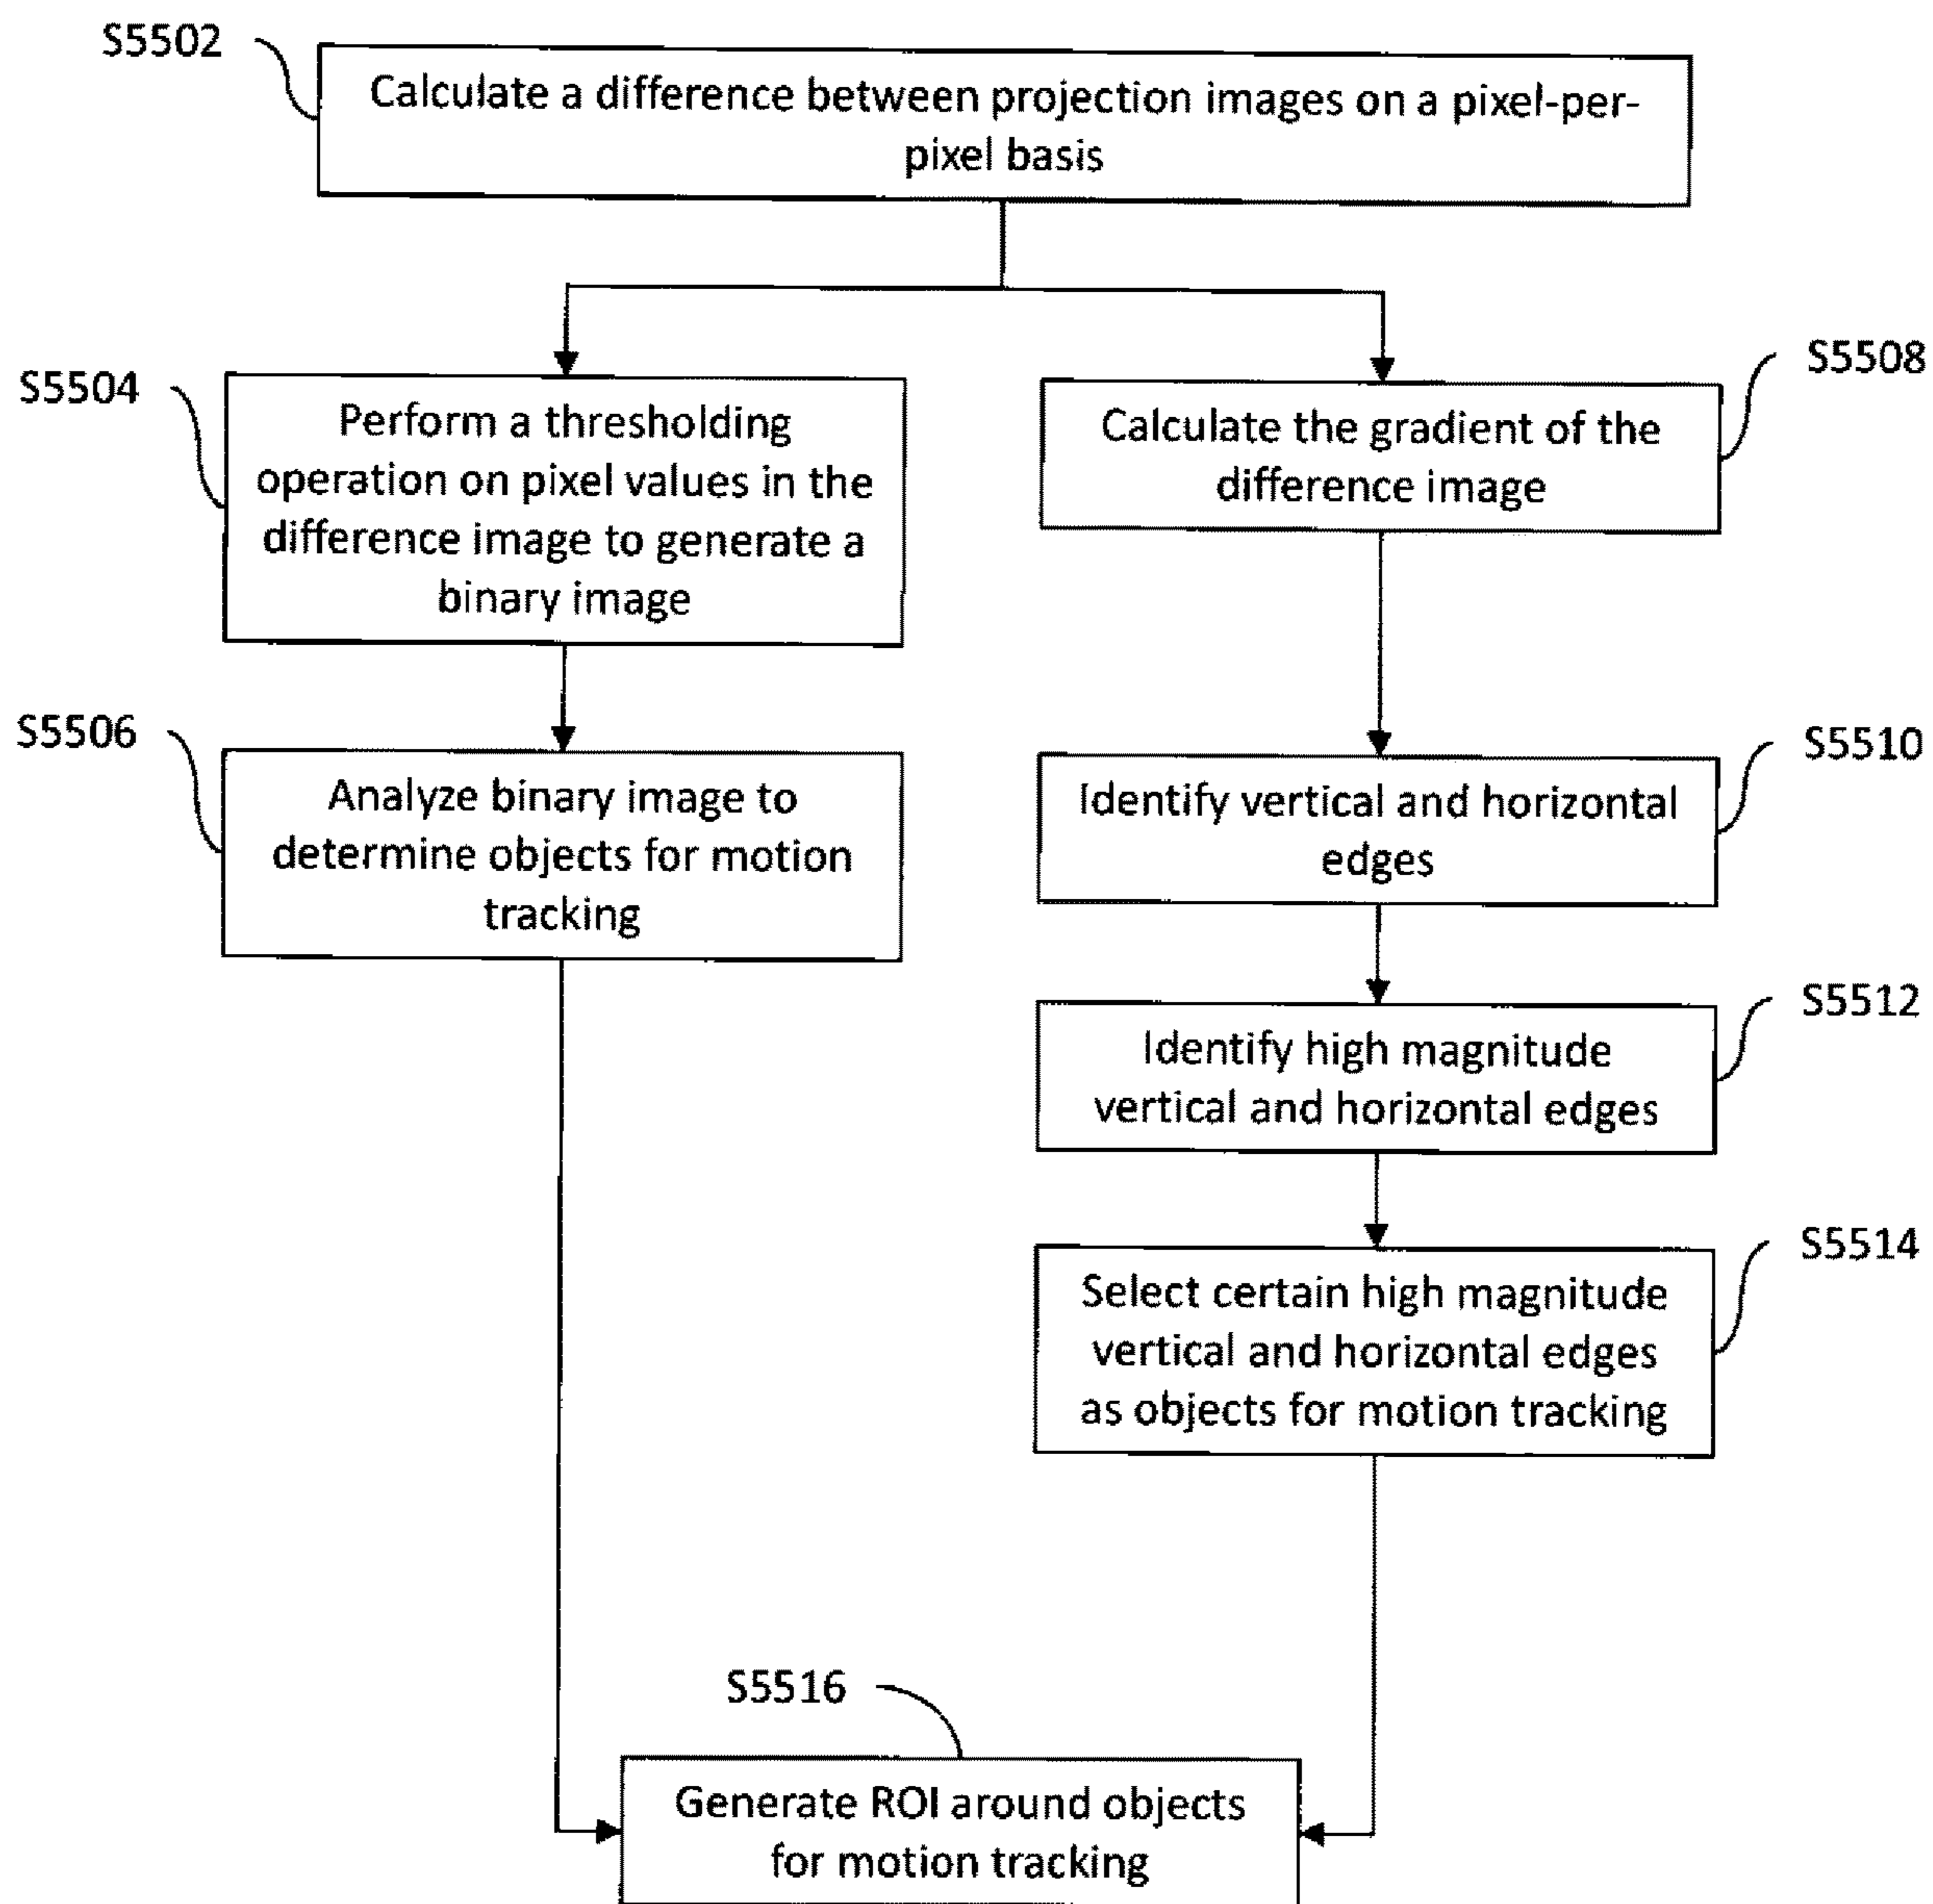 S5502
Calculate a difference between projection images on a pixel-per-
pixel basis
S5504
Perform a thresholding
operation on pixel values in the
difference image to generate a
binary image
S5508
Calculate the gradient of the
difference image
S5506
Analyze binary image to
determine objects for motion
tracking
S5510
Identify vertical and horizontal
edges
S5512
Identify high magnitude
vertical and horizontal edges
S5514
Select certain high magnitude
vertical and horizontal edges
as objects for motion tracking
S5516
Generate ROI around objects
for motion tracking